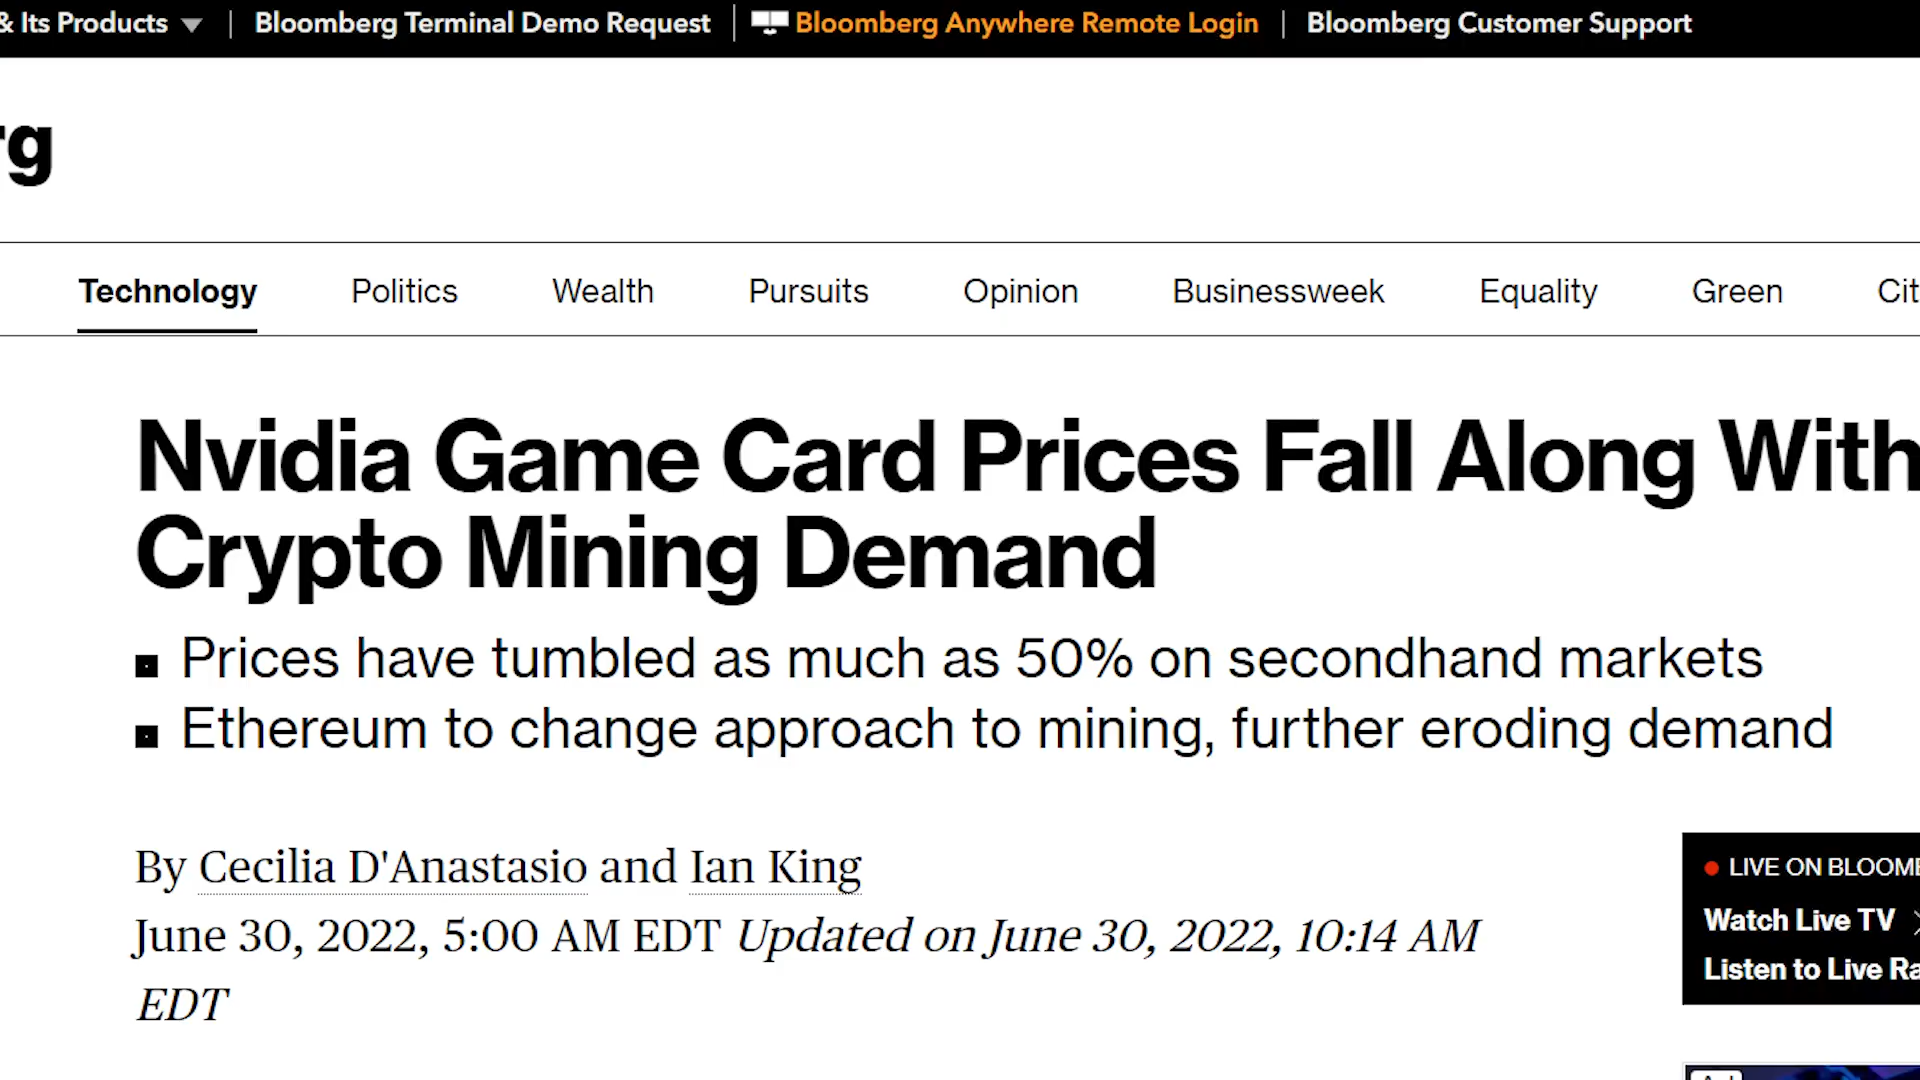 & Its Products
Bloomberg Terminal Demo Request
Bloomberg Anywhere Remote Login
Bloomberg Customer Support
rg
Technology Politics Wealth Pursuits Opinion Businessweek Equality Green Cit
Nvidia Game Card Prices Fall Along With
Crypto Mining Demand
Prices have tumbled as much as 50% on secondhand markets
Ethereum to change approach to mining, further eroding demand
By Cecilia D'Anastasio and Ian King
June 30, 2022, 5:00 AM EDT Updated on June 30, 2022, 10:14 AM
EDT
LIVE ON BLOOMB
Watch Live TV
Listen to Live Ra